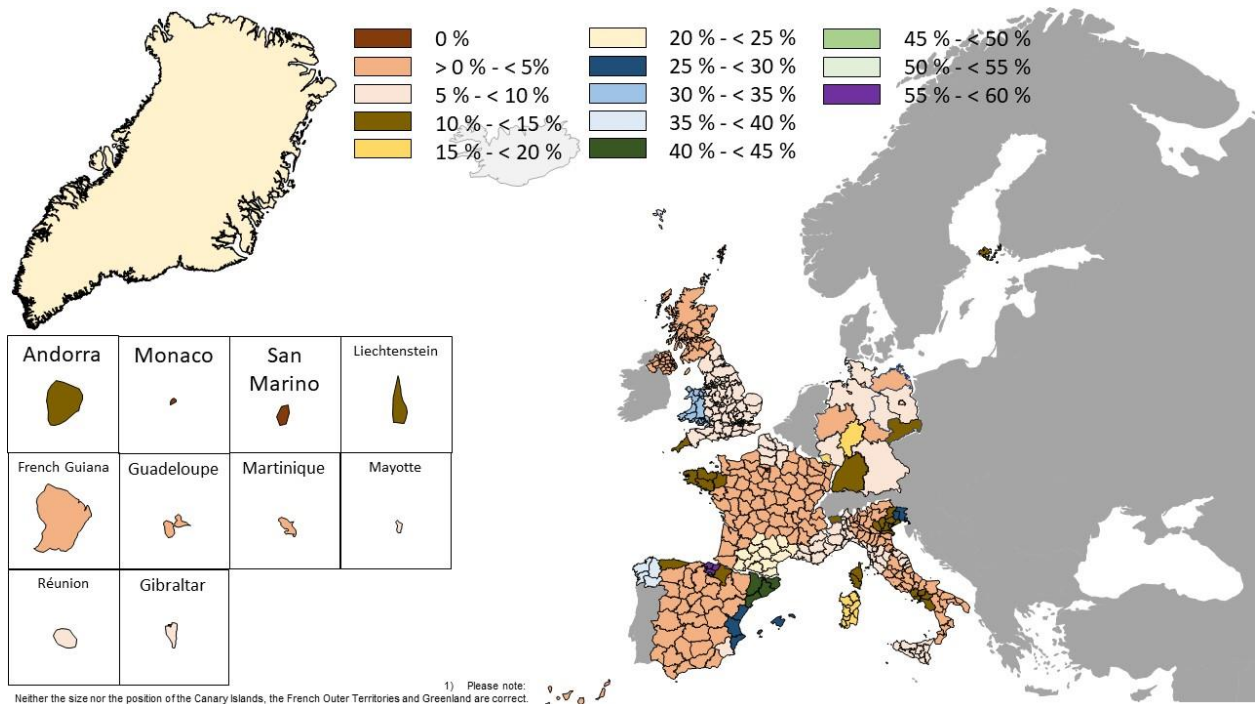 0 %
> 0 % - < 5%
5 % - < 10 %
10 % - < 15 %
15 % - < 20 %
20 % - < 25 %
25 % - < 30 %
30 % - < 35 %
35 % - < 40 %
40 % - < 45 %
45 % - < 50 %
50 % - < 55 %
55 % - < 60 %
Andorra
Monaco
San
Marino
Liechtenstein
French Guiana
Guadeloupe
Martinique
Mayotte
Réunion
Gibraltar
1) Please note:
Neither the size nor the position of the Canary Islands, the French Outer Territories and Greenland are correct.